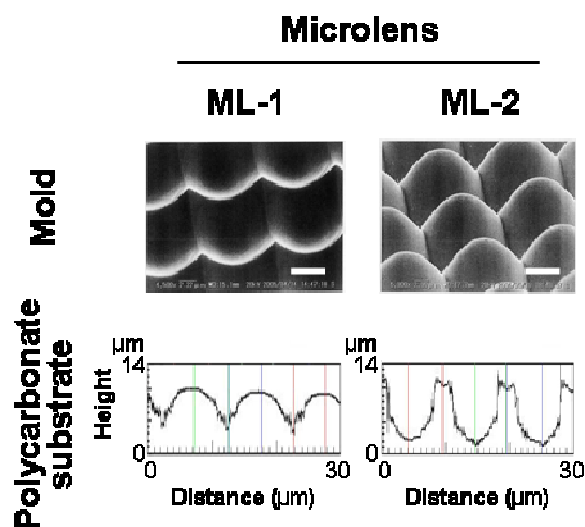 Microlens
ML-1 ML-2
Mold
Polycarbonate
substrate
µm
14
Height
0
0 30
Distance (µm)
µm
14
0
0 30
Distance (µm)